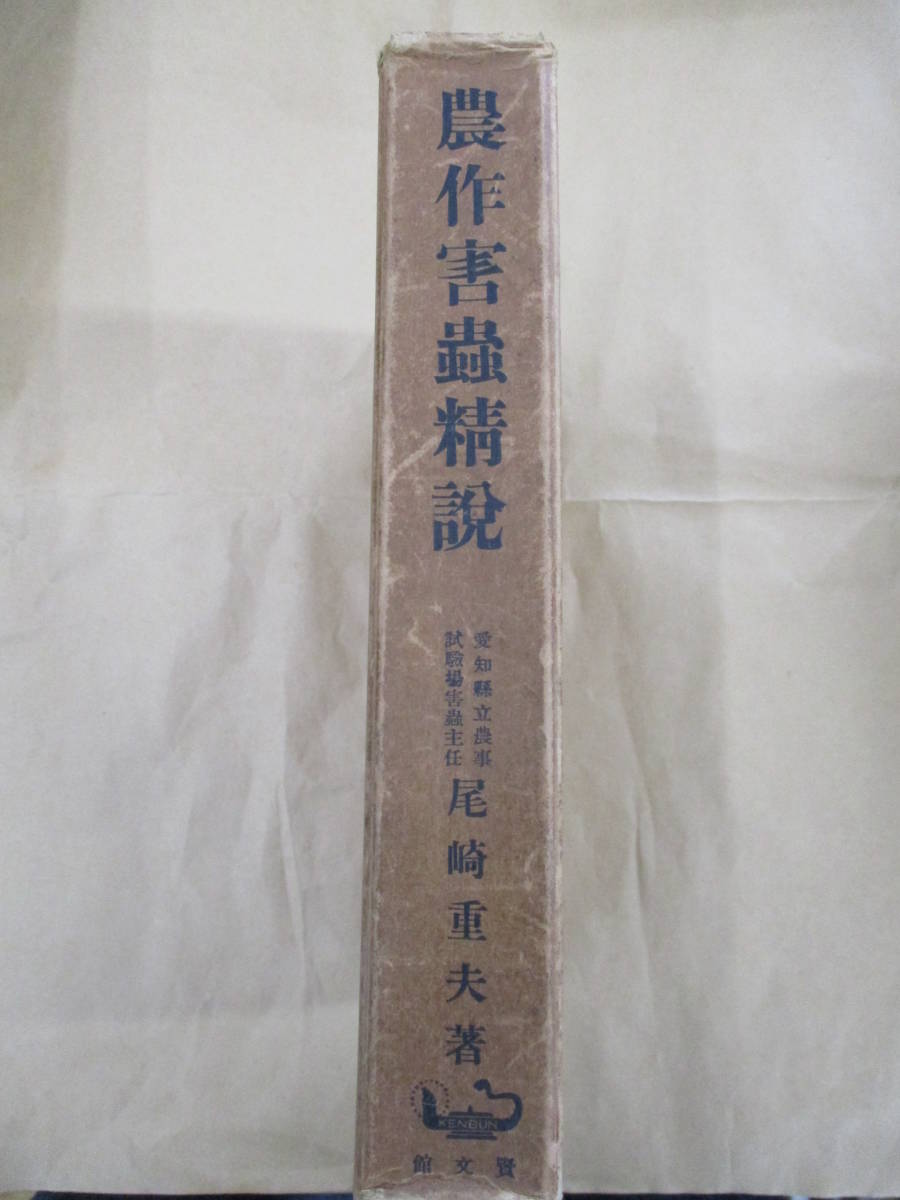 農作害蟲精說
愛知縣立農事
試驗場害蟲主任
尾崎重夫著
KENBUN
賢文館